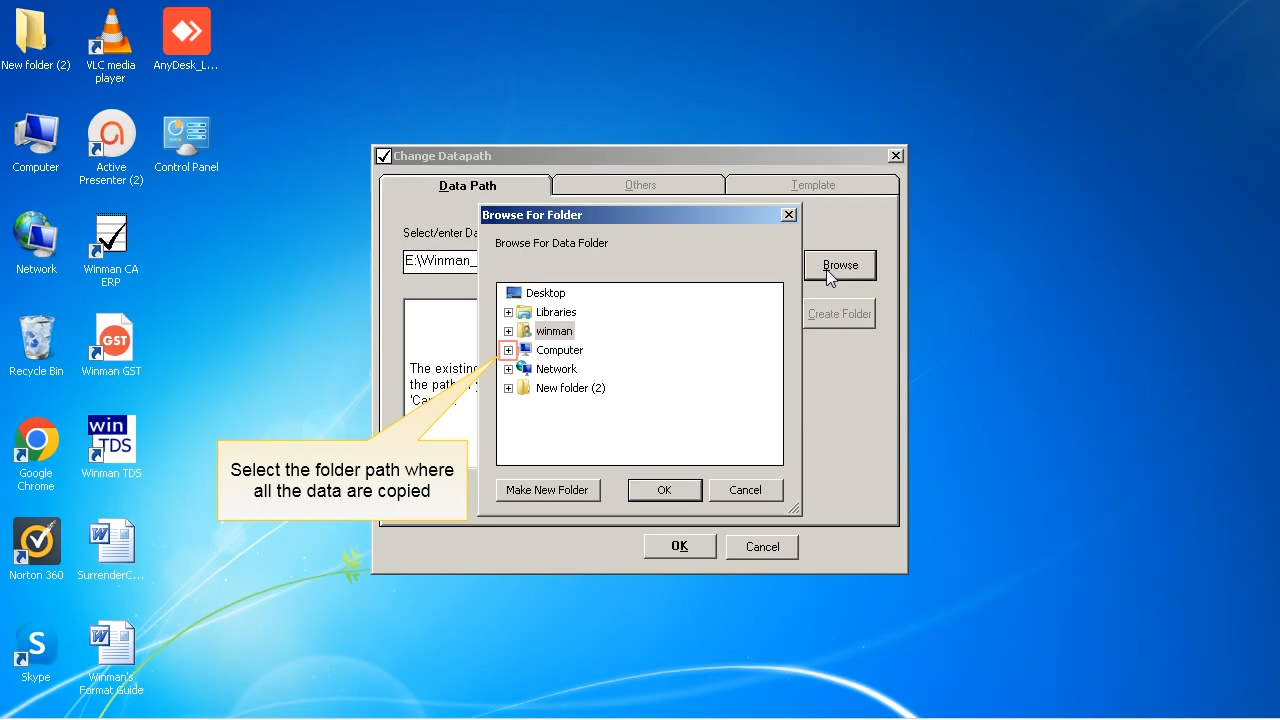 New folder (2)
VLC media
player
AnyDesk_L...
Computer
Active
Presenter (2)
Control Panel
Network
Winman CA
ERP
Recycle Bin
GST
Winman GST
Google
Chrome
win
TDS
Winman TDS
Norton 360
SurrenderC...
Skype
Winman's
Format Guide
Change Datapath
Data Path
Others
Template
Select/enter Da
E:\Winman_
Browse
Create Folder
The existing
the path
OK
Cancel
Browse For Folder
Browse For Data Folder
Desktop
Libraries
winman
Computer
Network
New folder (2)
Make New Folder
OK
Cancel
Select the folder path where
all the data are copied